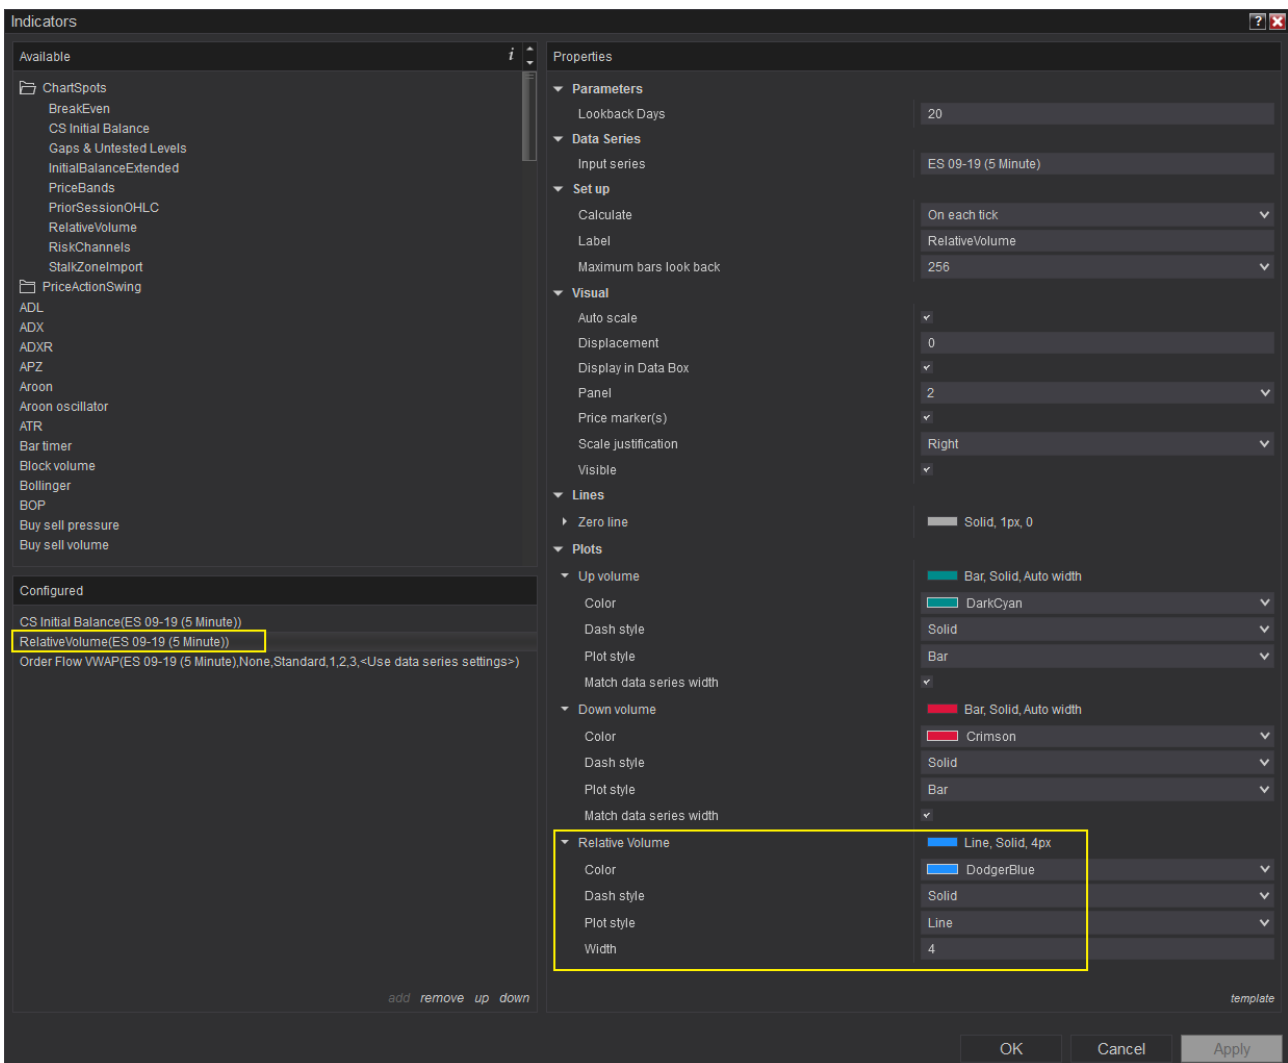 Indicators
?
Available
i
ChartSpots
BreakEven
CS Initial Balance
Gaps & Untested Levels
InitialBalanceExtended
PriceBands
PriorSessionOHLC
RelativeVolume
RiskChannels
StalkZoneImport
PriceActionSwing
ADL
ADX
ADXR
APZ
Aroon
Aroon oscillator
ATR
Bar timer
Block volume
Bollinger
BOP
Buy sell pressure
Buy sell volume
Configured
CS Initial Balance(ES 09-19 (5 Minute))
RelativeVolume(ES 09-19 (5 Minute))
Order Flow VWAP(ES 09-19 (5 Minute),None,Standard,1,2,3,<Use data series settings>)
add remove up down
Properties
Parameters
Lookback Days 20
Data Series
Input series ES 09-19 (5 Minute)
Set up
Calculate On each tick
Label RelativeVolume
Maximum bars look back 256
Visual
Auto scale
Displacement 0
Display in Data Box
Panel 2
Price marker(s)
Scale justification Right
Visible
Lines
Zero line Solid, 1px, 0
Plots
Up volume Bar, Solid, Auto width
Color DarkCyan
Dash style Solid
Plot style Bar
Match data series width
Down volume Bar, Solid, Auto width
Color Crimson
Dash style Solid
Plot style Bar
Match data series width
Relative Volume Line, Solid, 4px
Color DodgerBlue
Dash style Solid
Plot style Line
Width 4
template
OK Cancel Apply